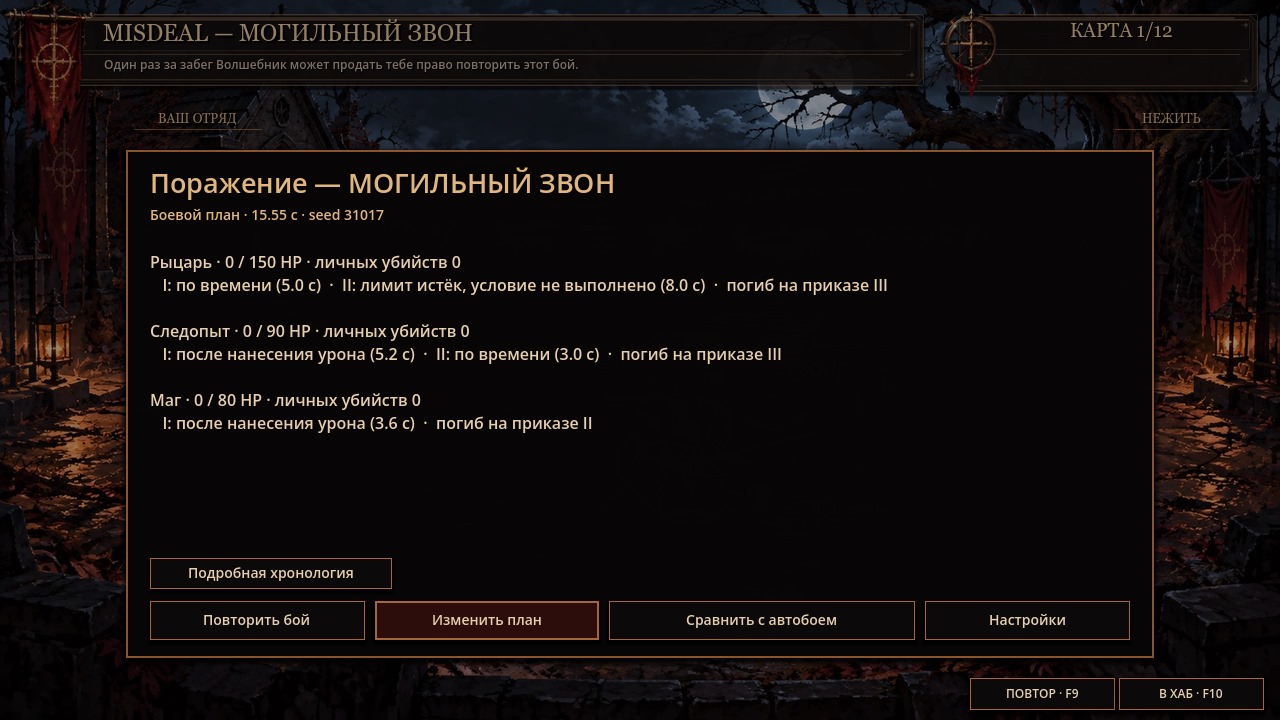 MISDEAL — МОГИЛЬНЫЙ ЗВОН
Один раз за забег Волшебник может продать тебе право повторить этот бой.
КАРТА 1/12
ВАШ ОТРЯД
НЕЖИТЬ
Поражение — МОГИЛЬНЫЙ ЗВОН
Боевой план · 15.55 с · seed 31017
Рыцарь · 0 / 150 HP · личных убийств 0
I: по времени (5.0 с) · II: лимит истёк, условие не выполнено (8.0 с) · погиб на приказе III
Следопыт · 0 / 90 HP · личных убийств 0
I: после нанесения урона (5.2 с) · II: по времени (3.0 с) · погиб на приказе III
Маг · 0 / 80 HP · личных убийств 0
I: после нанесения урона (3.6 с) · погиб на приказе II
Подробная хронология
Повторить бой
Изменить план
Сравнить с автобоем
Настройки
ПОВТОР · F9
В ХАБ · F10